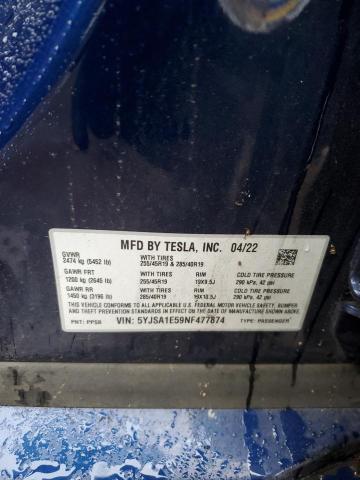 MFD BY TESLA, INC. 04/22
GVWR WITH TIRES
2474 kg (5452 lb) 255/45R19 & 285/40R19
GAWR FRT WITH TIRES RIM COLD TIRE PRESSURE
1200 kg (2645 lb) 255/45R19 19X9.5J 290 kPa, 42 psi
GAWR RR WITH TIRES RIM COLD TIRE PRESSURE
1450 kg (3196 lb) 285/40R19 19X10.5J 290 kPa, 42 psi
THIS VEHICLE CONFORMS TO ALL APPLICABLE U.S. FEDERAL MOTOR VEHICLE SAFETY, BUMPER
AND THEFT PREVENTION STANDARDS IN EFFECT ON THE DATE OF MANUFACTURE SHOWN ABOVE.
PNT: PPSB VIN: 5YJSA1E59NF477874 TYPE: PASSENGER